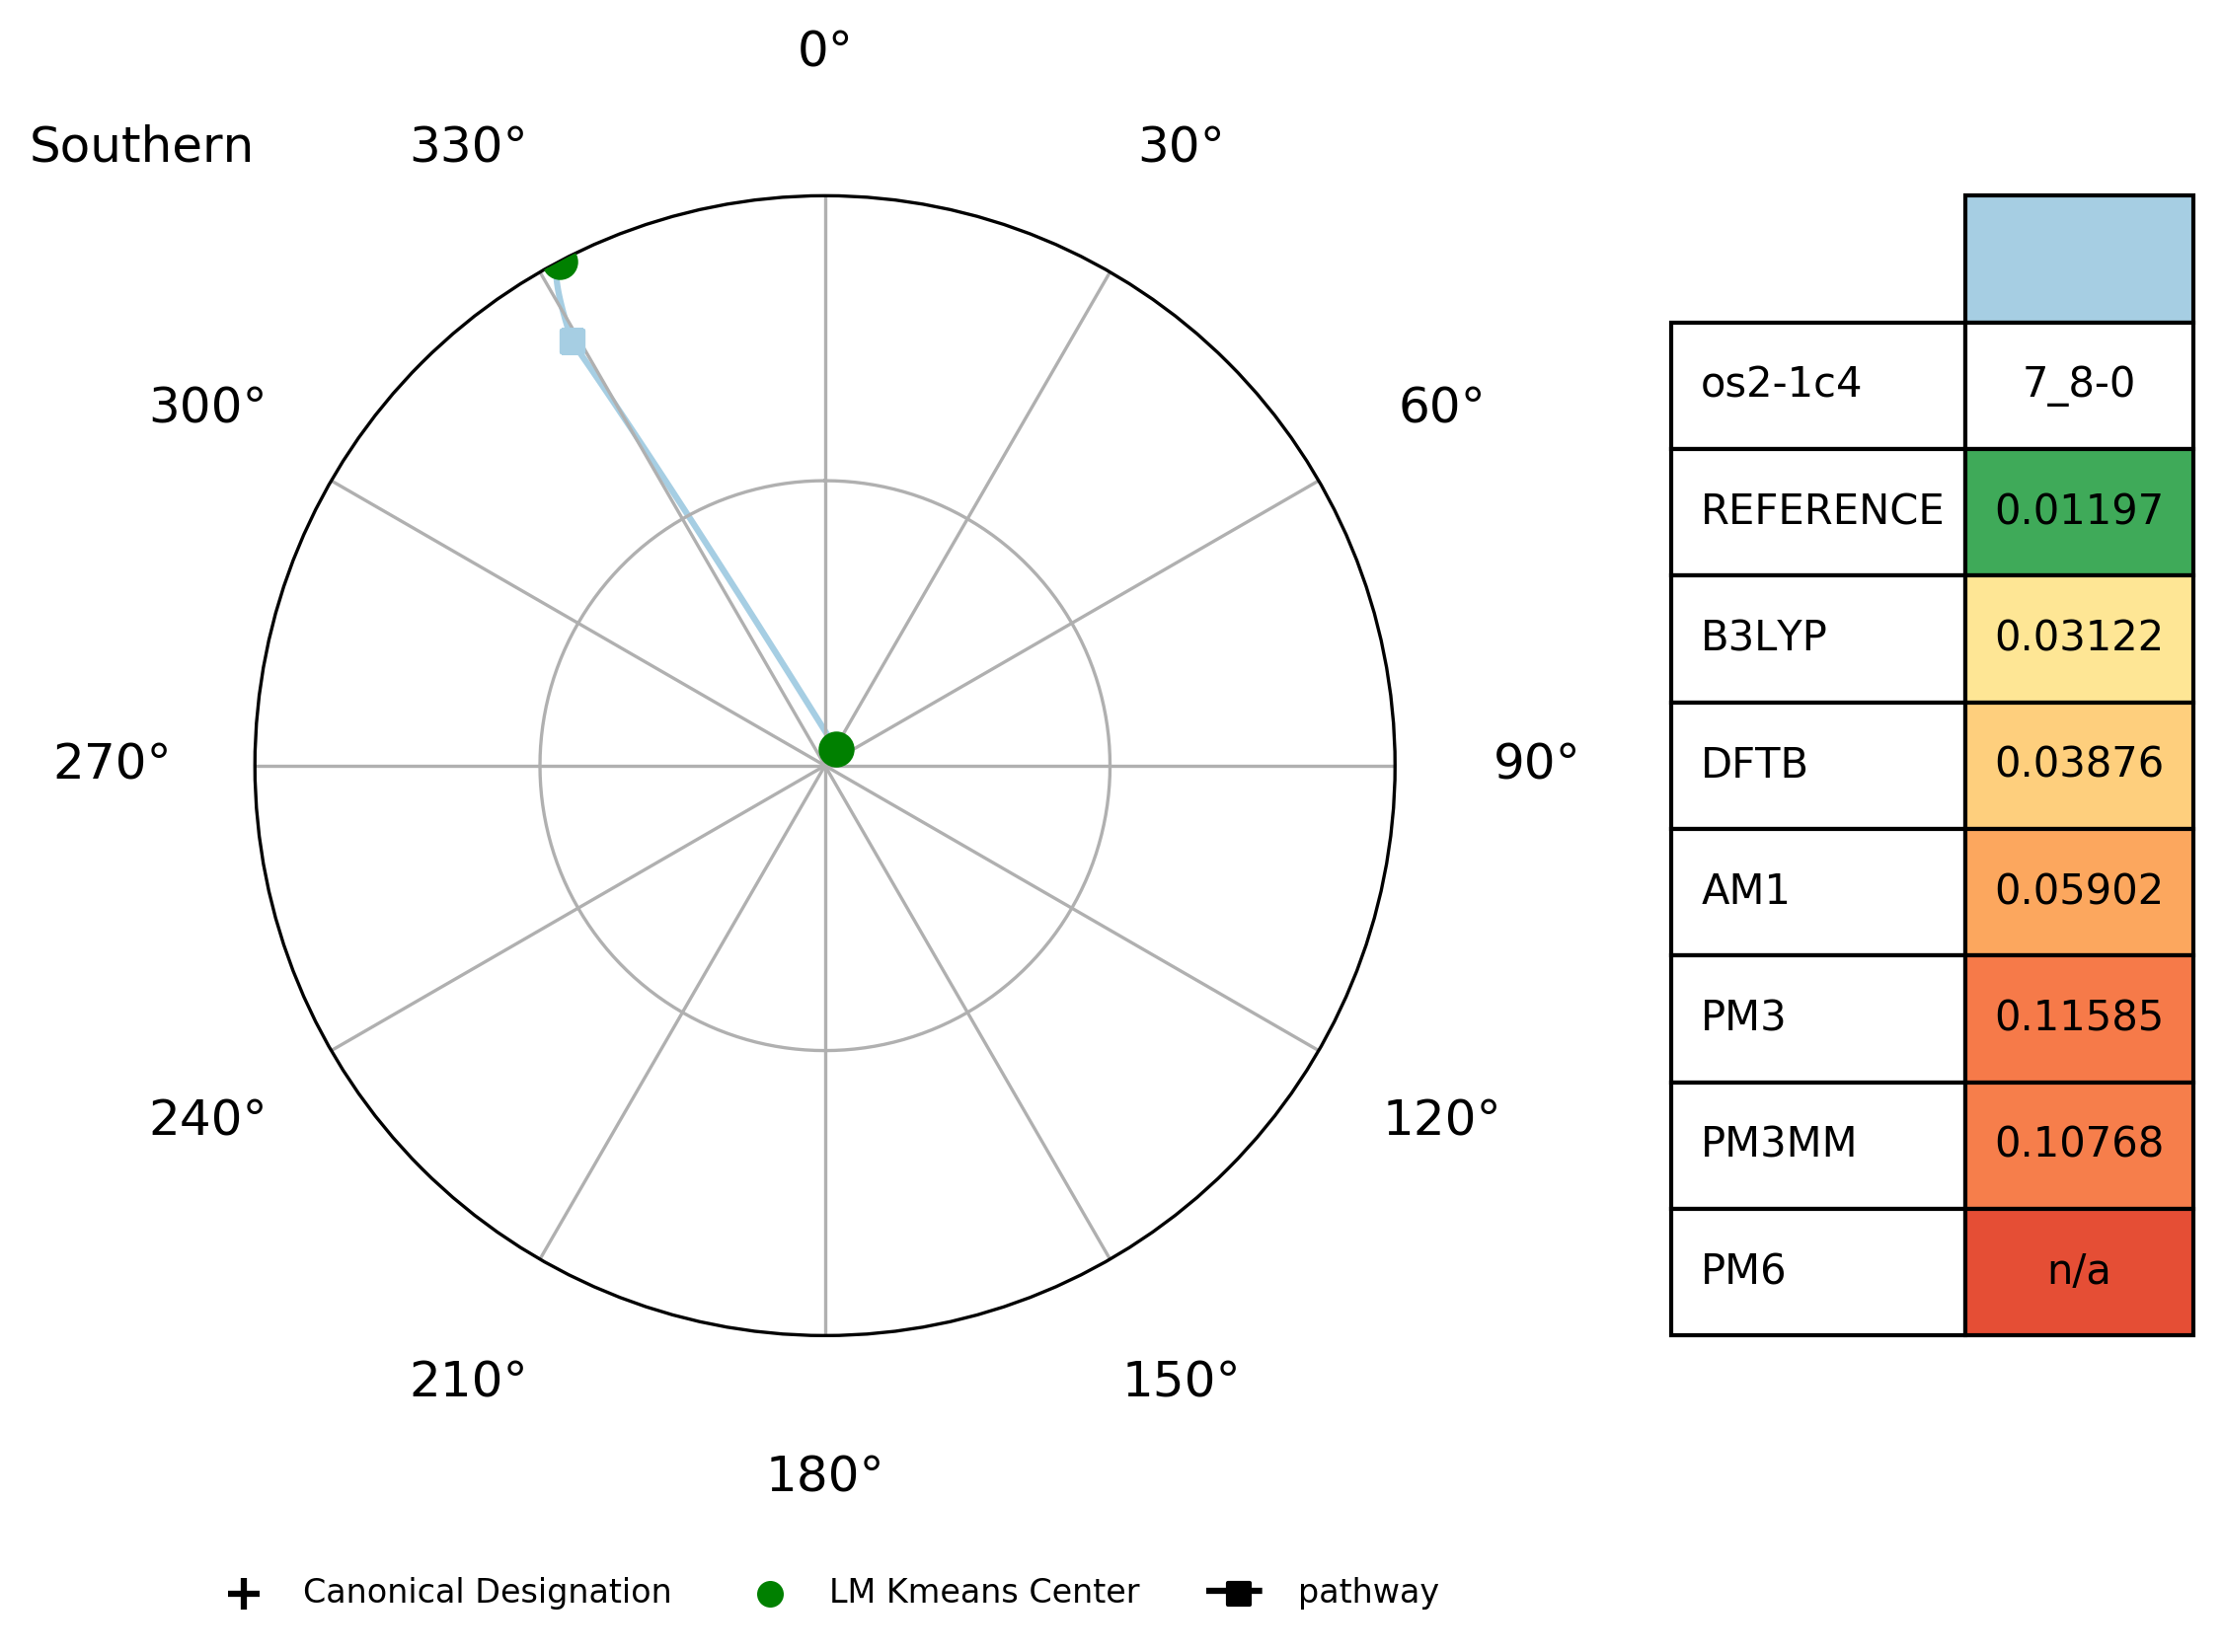 0°
Southern
330°
30°
300°
60°
270°
90°
240°
120°
210°
150°
180°
os2-1c4 7_8-0
REFERENCE 0.01197
B3LYP 0.03122
DFTB 0.03876
AM1 0.05902
PM3 0.11585
PM3MM 0.10768
PM6 n/a
Canonical Designation
LM Kmeans Center
pathway